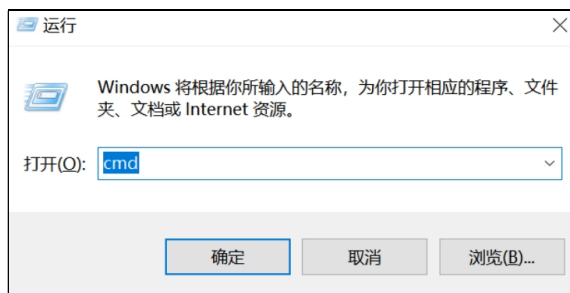 运行
Windows 将根据你所输入的名称，为你打开相应的程序、文件
夹、文档或 Internet 资源。
打开(O): cmd
确定 取消 浏览(B)...